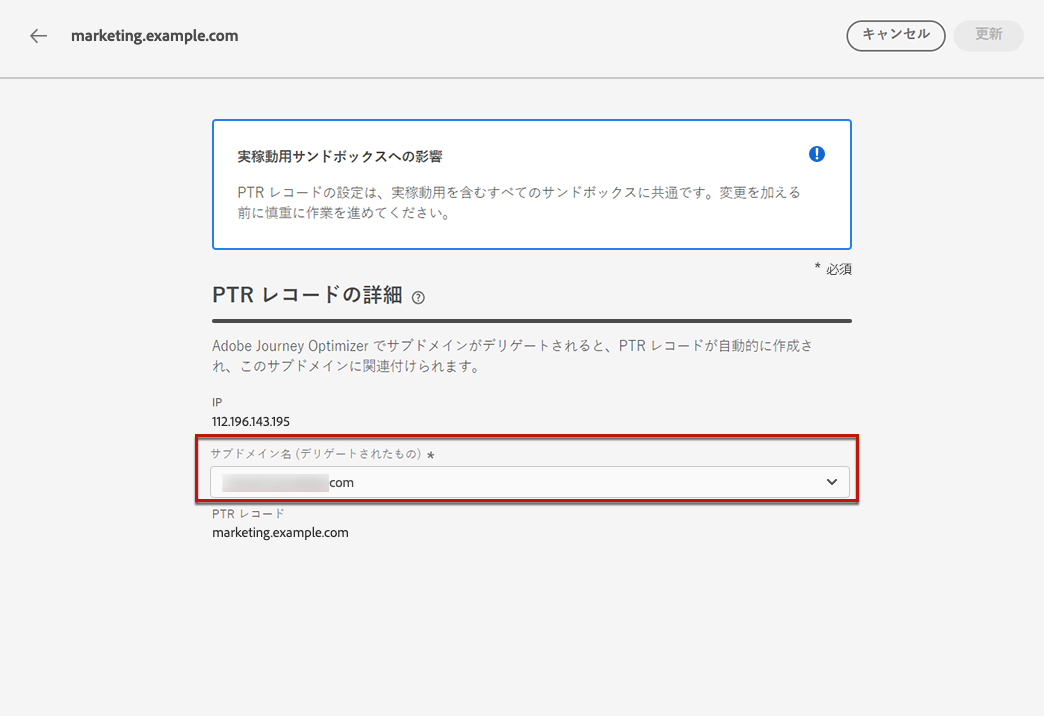 marketing.example.com
キャンセル
更新
実稼動用サンドボックスへの影響
PTR レコードの設定は、実稼動用を含むすべてのサンドボックスに共通です。変更を加える
前に慎重に作業を進めてください。
* 必須
PTR レコードの詳細
Adobe Journey Optimizer でサブドメインがデリゲートされると、PTR レコードが自動的に作成さ
れ、このサブドメインに関連付けられます。
IP
112.196.143.195
サブドメイン名 (デリゲートされたもの) *
com
PTR レコード
marketing.example.com